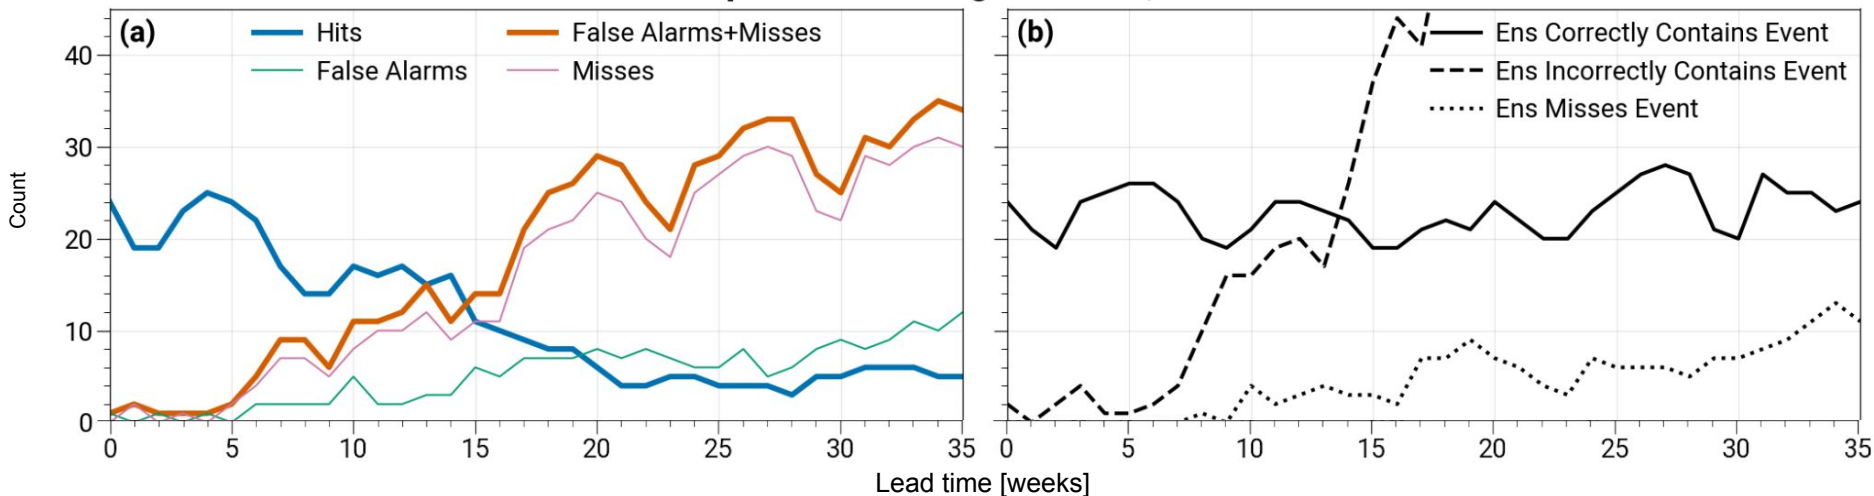 (a)
Hits
False Alarms+Misses
False Alarms
Misses
(b)
Ens Correctly Contains Event
Ens Incorrectly Contains Event
Ens Misses Event
Count
40
30
20
10
0
0 5 10 15 20 25 30 35
0 5 10 15 20 25 30 35
Lead time [weeks]